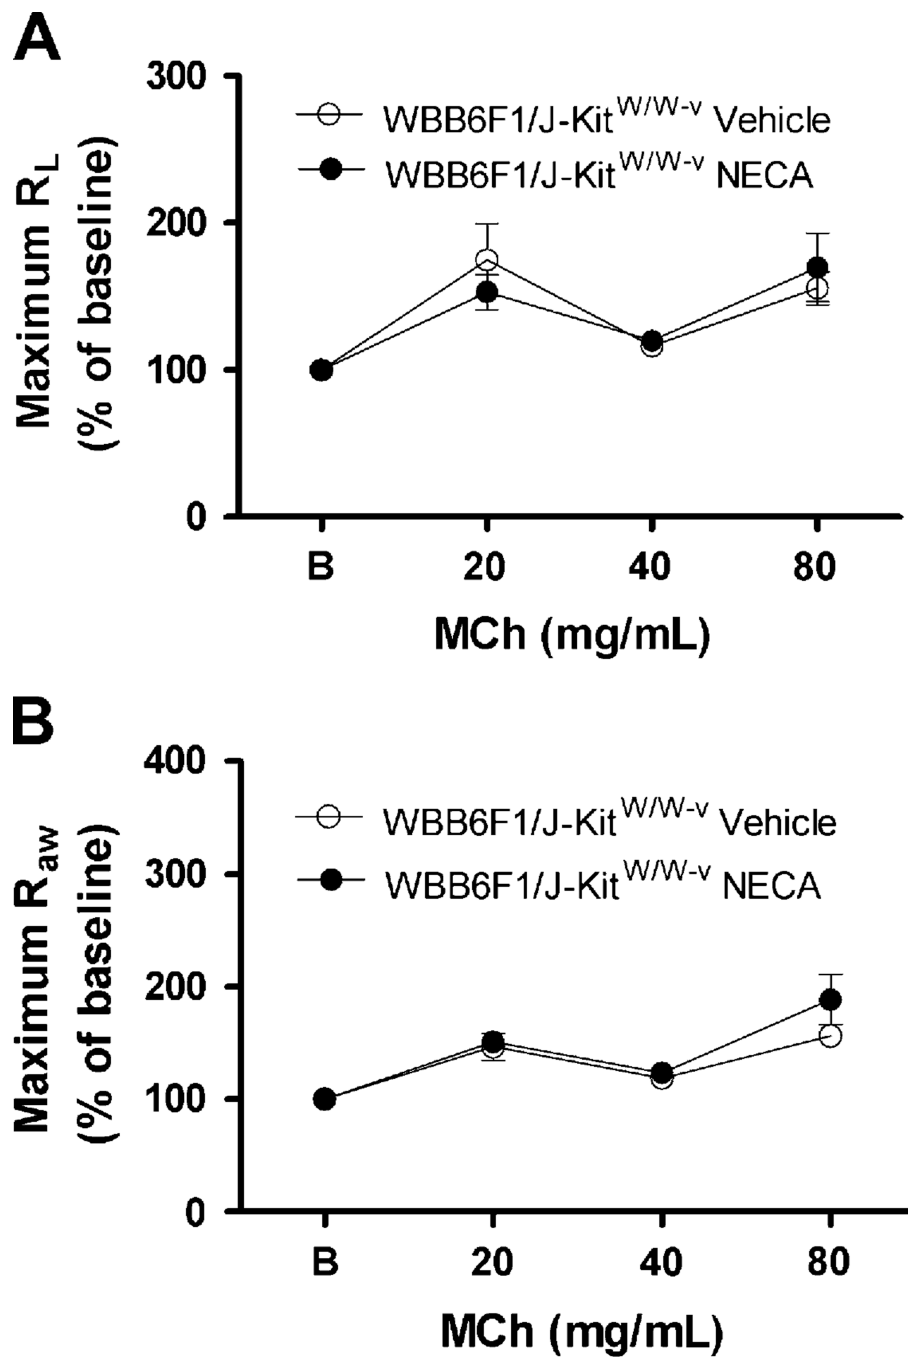 A
Maximum R_L
(% of baseline)
300
200
100
0
WBB6F1/J-Kit^W/W-v Vehicle
WBB6F1/J-Kit^W/W-v NECA
B 20 40 80
MCh (mg/mL)
B
Maximum R_aw
(% of baseline)
400
300
200
100
0
WBB6F1/J-Kit^W/W-v Vehicle
WBB6F1/J-Kit^W/W-v NECA
B 20 40 80
MCh (mg/mL)